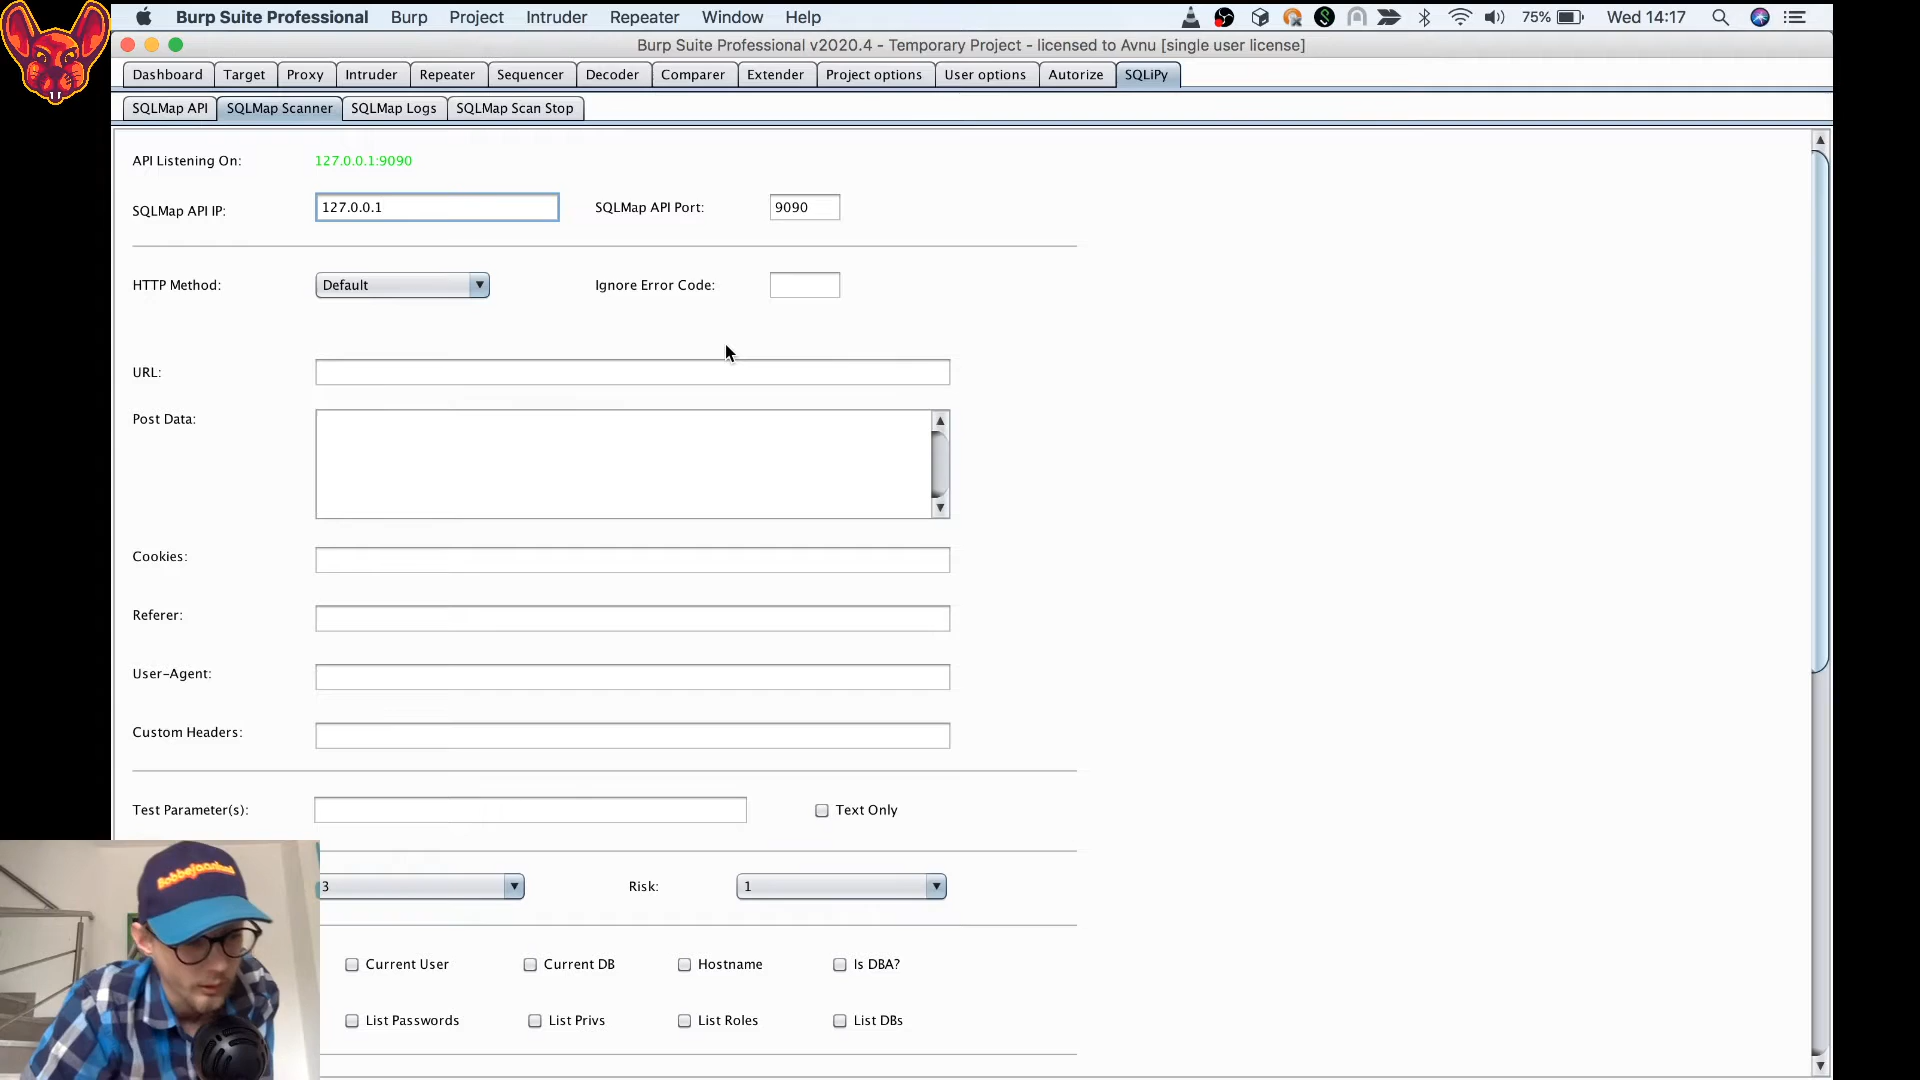 Burp Suite Professional Burp Project Intruder Repeater Window Help 75% Wed 14:17
Burp Suite Professional v2020.4 - Temporary Project - licensed to Avnu [single user license]
Dashboard Target Proxy Intruder Repeater Sequencer Decoder Comparer Extender Project options User options Autorize SQLiPy
SQLMap API SQLMap Scanner SQLMap Logs SQLMap Scan Stop
API Listening On: 127.0.0.1:9090
SQLMap API IP: 127.0.0.1 SQLMap API Port: 9090
HTTP Method: Default Ignore Error Code:
URL:
Post Data:
Cookies:
Referer:
User-Agent:
Custom Headers:
Test Parameter(s): Text Only
3 Risk: 1
Current User Current DB Hostname Is DBA?
List Passwords List Privs List Roles List DBs